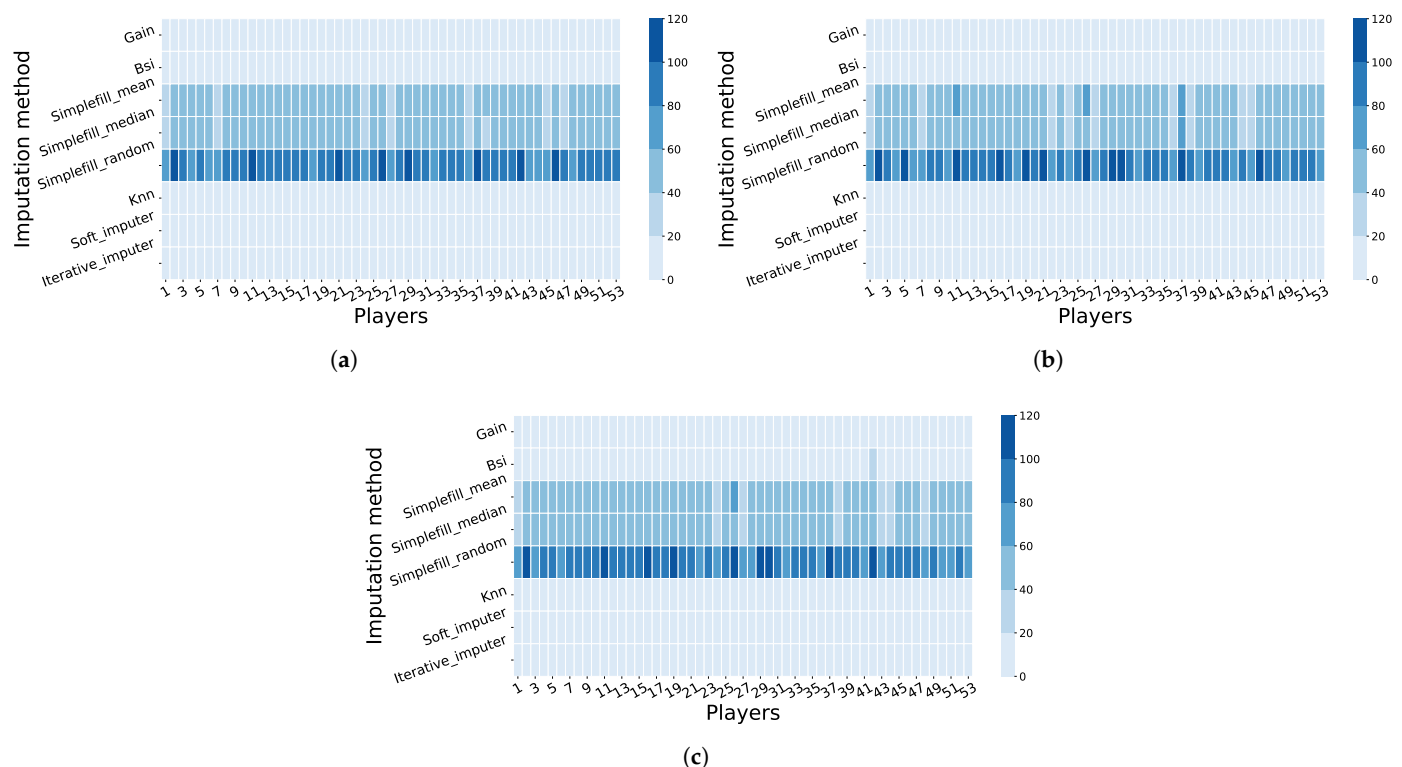 Imputation method
Gain
Bsi
Simplefill_mean
Simplefill_median
Simplefill_random
Knn
Soft_imputer
Iterative_imputer
1 3 5 7 9 11 13 15 17 19 21 23 25 27 29 31 33 35 37 39 41 43 45 47 49 51 53
Players
120
100
80
60
40
20
0
(a)
Imputation method
Gain
Bsi
Simplefill_mean
Simplefill_median
Simplefill_random
Knn
Soft_imputer
Iterative_imputer
1 3 5 7 9 11 13 15 17 19 21 23 25 27 29 31 33 35 37 39 41 43 45 47 49 51 53
Players
120
100
80
60
40
20
0
(b)
Imputation method
Gain
Bsi
Simplefill_mean
Simplefill_median
Simplefill_random
Knn
Soft_imputer
Iterative_imputer
1 3 5 7 9 11 13 15 17 19 21 23 25 27 29 31 33 35 37 39 41 43 45 47 49 51 53
Players
120
100
80
60
40
20
0
(c)